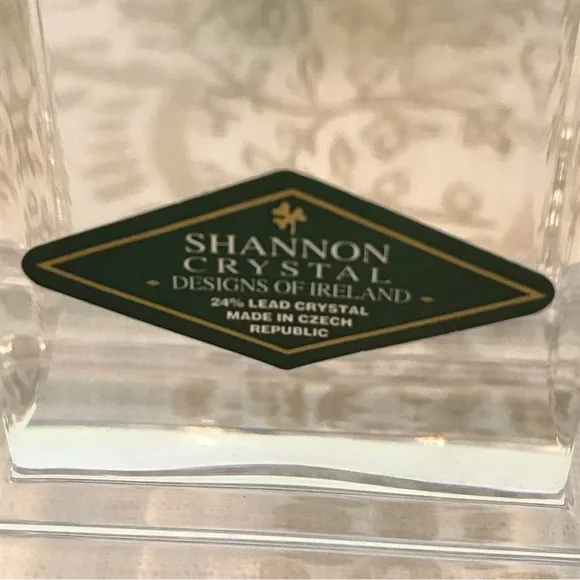 SHANNON
CRYSTAL
DESIGNS OF IRELAND
24% LEAD CRYSTAL
MADE IN CZECH
REPUBLIC